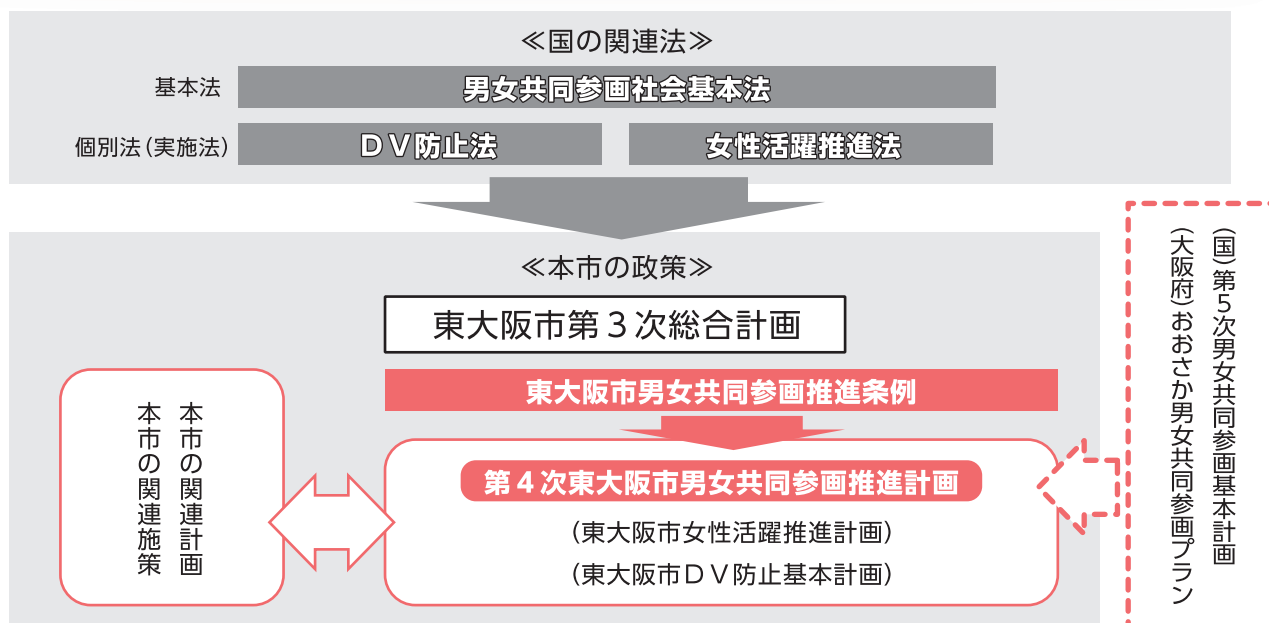 ≪国の関連法≫
基本法
男女共同参画社会基本法
個別法(実施法)
ＤＶ防止法
女性活躍推進法
≪本市の政策≫
東大阪市第３次総合計画
東大阪市男女共同参画推進条例
第４次東大阪市男女共同参画推進計画
(東大阪市女性活躍推進計画)
(東大阪市ＤＶ防止基本計画)
本市の関連計画
本市の関連施策
(国)第５次男女共同参画基本計画
(大阪府)おおさか男女共同参画プラン